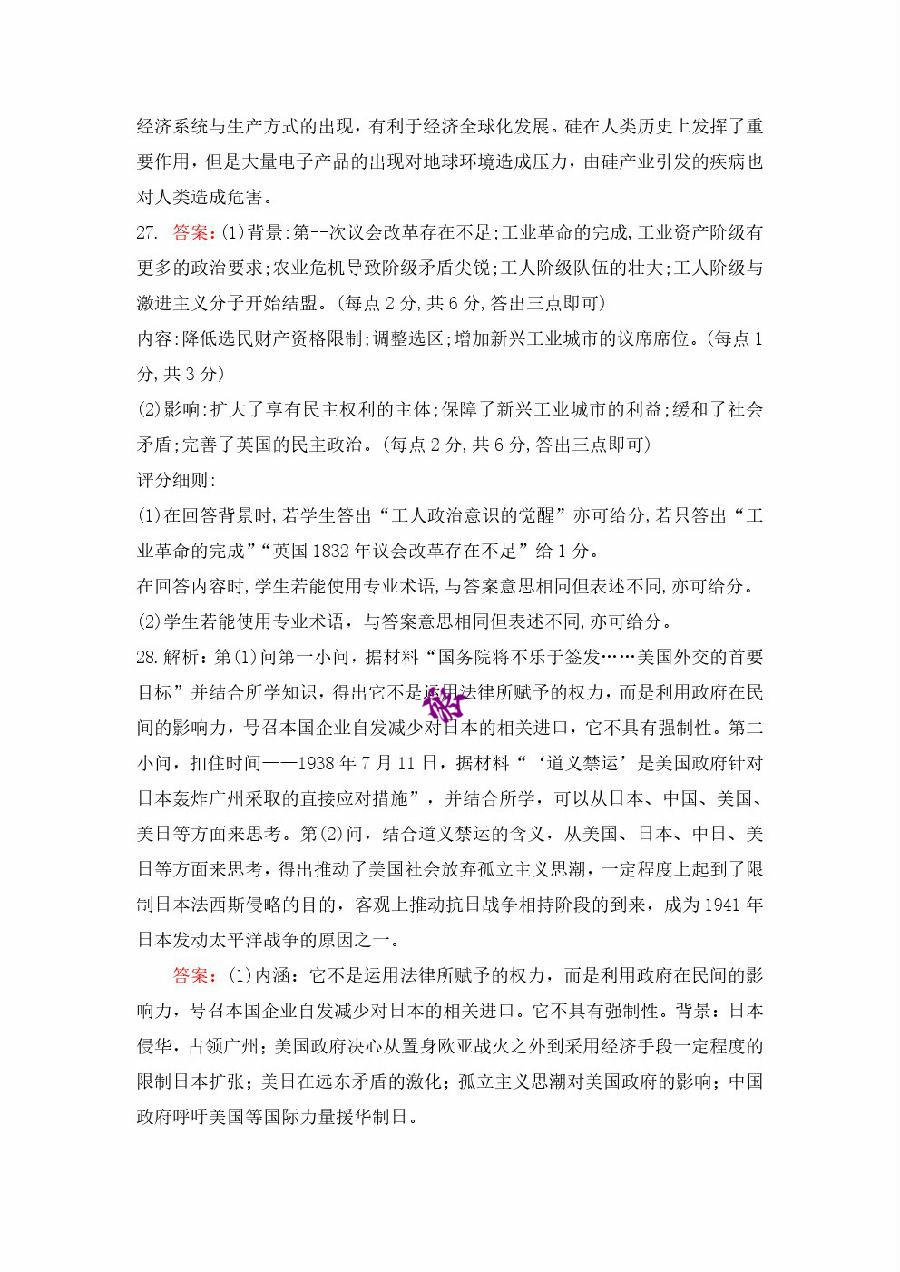 经济系统与生产方式的出现，有利于经济全球化发展。硅在人类历史上发挥了重
要作用，但是大量电子产品的出现对地球环境造成压力，由硅产业引发的疾病也
对人类造成危害。
27. 答案：(1)背景:第--次议会改革存在不足;工业革命的完成,工业资产阶级有
更多的政治要求;农业危机导致阶级矛盾尖锐;工人阶级队伍的壮大;工人阶级与
激进主义分子开始结盟。(每点2分,共6分,答出三点即可)
内容:降低选民财产资格限制;调整选区;增加新兴工业城市的议席席位。(每点1
分,共3分)
(2)影响:扩大了享有民主权利的主体;保障了新兴工业城市的利益;缓和了社会
矛盾;完善了英国的民主政治。(每点2分,共6分,答出三点即可)
评分细则:
(1)在回答背景时,若学生答出“工人政治意识的觉醒”亦可给分,若只答出“工
业革命的完成”“英国1832年议会改革存在不足”给1分。
在回答内容时,学生若能使用专业术语,与答案意思相同但表述不同,亦可给分。
(2)学生若能使用专业术语，与答案意思相同但表述不同,亦可给分。
28.解析：第(1)问第一小问，据材料“国务院将不乐于签发……美国外交的首要
目标”并结合所学知识，得出它不是运用法律所赋予的权力，而是利用政府在民
间的影响力，号召本国企业自发减少对日本的相关进口，它不具有强制性。第二
小问，扣住时间——1938年7月11日，据材料“‘道义禁运’是美国政府针对
日本轰炸广州采取的直接应对措施”，并结合所学，可以从日本、中国、美国、
美日等方面来思考。第(2)问，结合道义禁运的含义，从美国、日本、中日、美
日等方面来思考，得出推动了美国社会放弃孤立主义思潮，一定程度上起到了限
制日本法西斯侵略的目的，客观上推动抗日战争相持阶段的到来，成为1941年
日本发动太平洋战争的原因之一。
答案：(1)内涵：它不是运用法律所赋予的权力，而是利用政府在民间的影
响力，号召本国企业自发减少对日本的相关进口。它不具有强制性。背景：日本
侵华，占领广州；美国政府决心从置身欧亚战火之外到采用经济手段一定程度的
限制日本扩张；美日在远东矛盾的激化；孤立主义思潮对美国政府的影响；中国
政府呼吁美国等国际力量援华制日。